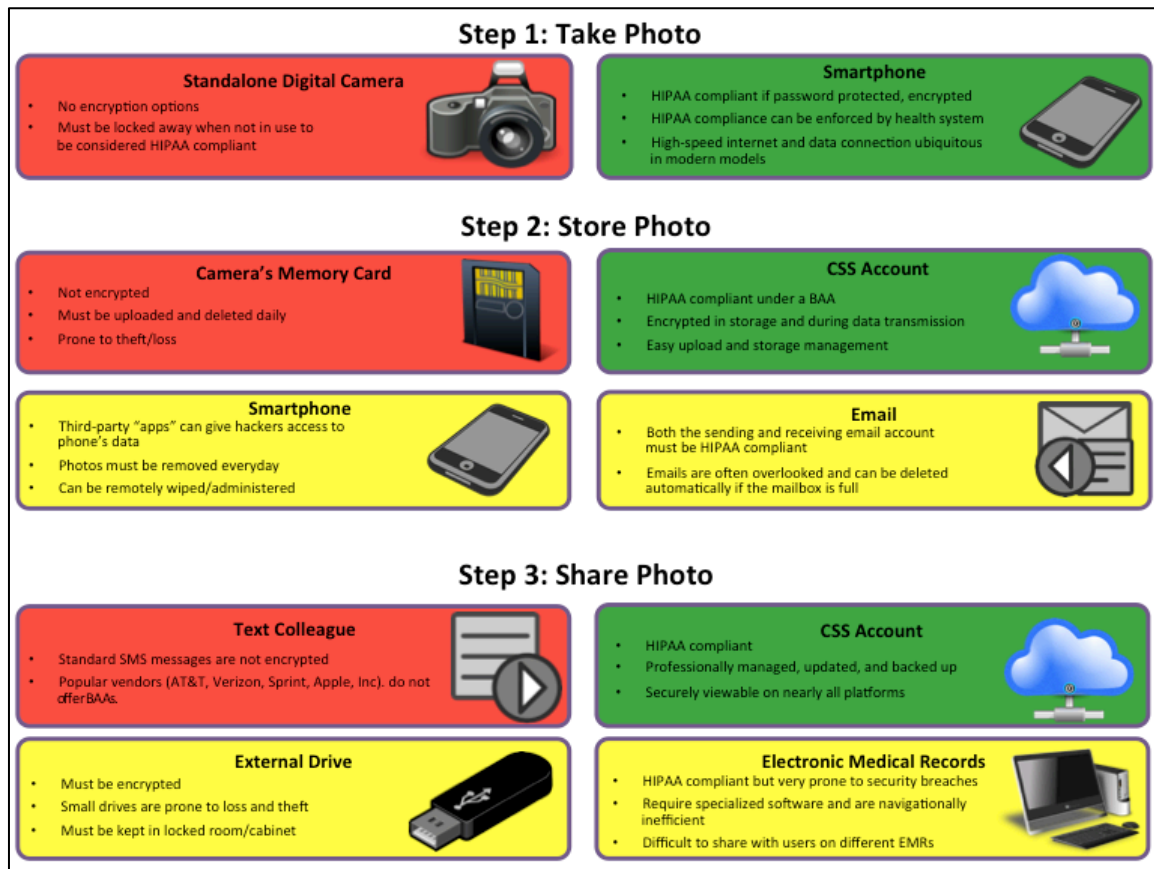 Step 1: Take Photo
Standalone Digital Camera
• No encryption options
• Must be locked away when not in use to
be considered HIPAA compliant
Smartphone
• HIPAA compliant if password protected, encrypted
• HIPAA compliance can be enforced by health system
• High-speed internet and data connection ubiquitous
in modern models
Step 2: Store Photo
Camera's Memory Card
• Not encrypted
• Must be uploaded and deleted daily
• Prone to theft/loss
CSS Account
• HIPAA compliant under a BAA
• Encrypted in storage and during data transmission
• Easy upload and storage management
Smartphone
• Third-party “apps” can give hackers access to
phone's data
• Photos must be removed everyday
• Can be remotely wiped/administered
Email
• Both the sending and receiving email account
must be HIPAA compliant
• Emails are often overlooked and can be deleted
automatically if the mailbox is full
Step 3: Share Photo
Text Colleague
• Standard SMS messages are not encrypted
• Popular vendors (AT&T, Verizon, Sprint, Apple, Inc). do not
offerBAAs.
CSS Account
• HIPAA compliant
• Professionally managed, updated, and backed up
• Securely viewable on nearly all platforms
External Drive
• Must be encrypted
• Small drives are prone to loss and theft
• Must be kept in locked room/cabinet
Electronic Medical Records
• HIPAA compliant but very prone to security breaches
• Require specialized software and are navigationally
inefficient
• Difficult to share with users on different EMRs